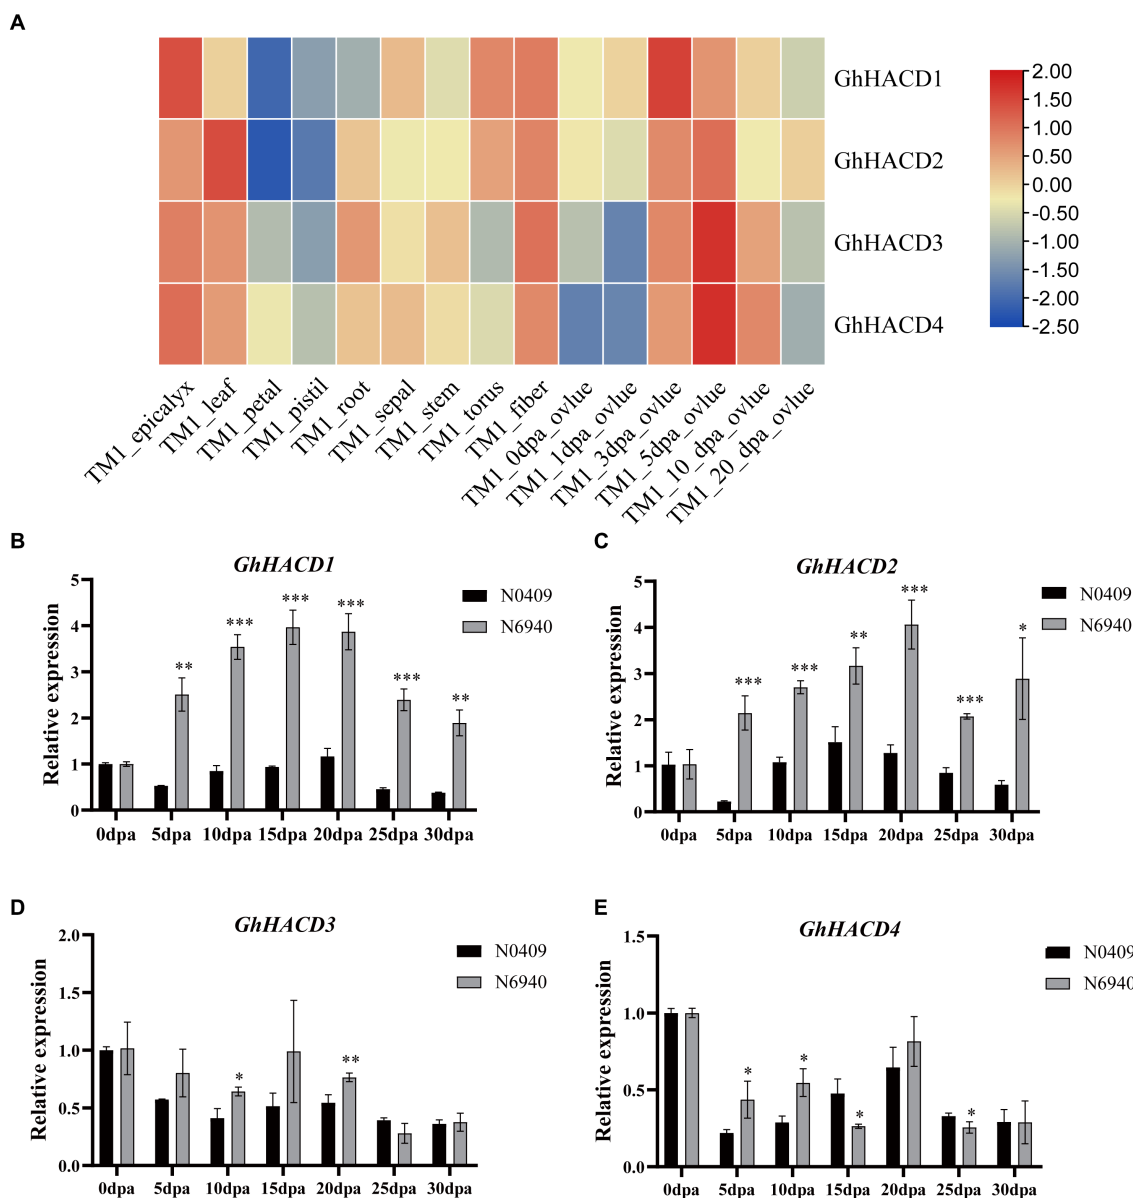 A
GhHACD1
GhHACD2
GhHACD3
GhHACD4
2.00
1.50
1.00
0.50
0.00
-0.50
-1.00
-1.50
-2.00
-2.50
TM1_epicalyx
TM1_leaf
TM1_petal
TM1_pistil
TM1_root
TM1_sepal
TM1_stem
TM1_torus
TM1_fiber
TM1_0dpa_ovlue
TM1_1dpa_ovlue
TM1_3dpa_ovlue
TM1_5dpa_ovlue
TM1_10_dpa_ovlue
TM1_20_dpa_ovlue
B
GhHACD1
Relative expression
5
4
3
2
1
0
** *** *** *** *** **
0dpa 5dpa 10dpa 15dpa 20dpa 25dpa 30dpa
N0409
N6940
C
GhHACD2
Relative expression
5
4
3
2
1
0
*** *** ** *** *** *
0dpa 5dpa 10dpa 15dpa 20dpa 25dpa 30dpa
N0409
N6940
D
GhHACD3
Relative expression
2.0
1.5
1.0
0.5
0.0
* **
0dpa 5dpa 10dpa 15dpa 20dpa 25dpa 30dpa
N0409
N6940
E
GhHACD4
Relative expression
1.5
1.0
0.5
0.0
* * * *
0dpa 5dpa 10dpa 15dpa 20dpa 25dpa 30dpa
N0409
N6940